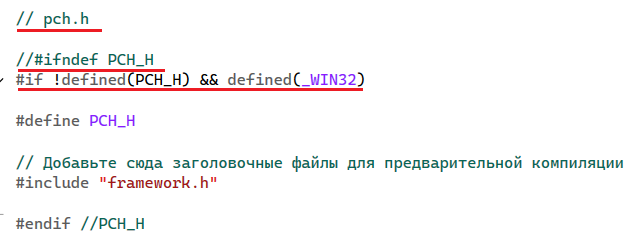 // pch.h
//#ifndef PCH_H
#if !defined(PCH_H) && defined(_WIN32)
#define PCH_H
// Добавьте сюда заголовочные файлы для предварительной компиляции
#include "framework.h"
#endif //PCH_H